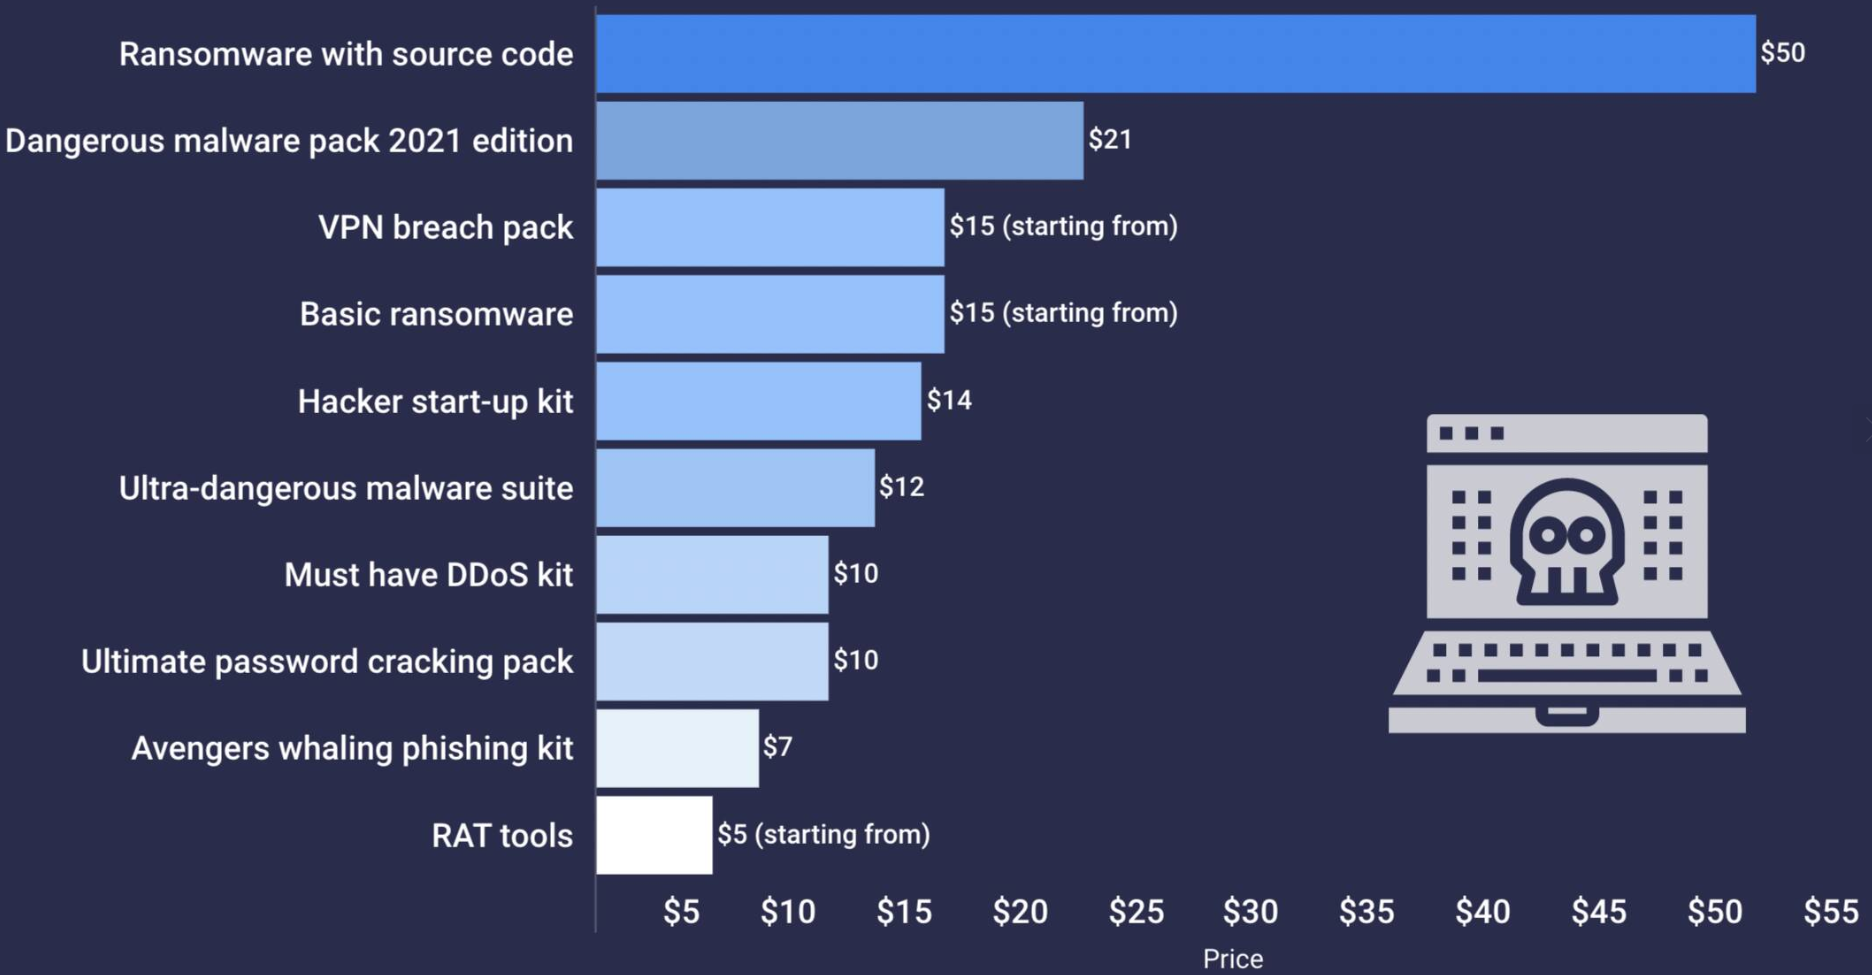 Ransomware with source code $50
Dangerous malware pack 2021 edition $21
VPN breach pack $15 (starting from)
Basic ransomware $15 (starting from)
Hacker start-up kit $14
Ultra-dangerous malware suite $12
Must have DDoS kit $10
Ultimate password cracking pack $10
Avengers whaling phishing kit $7
RAT tools $5 (starting from)
$5 $10 $15 $20 $25 $30 $35 $40 $45 $50 $55
Price